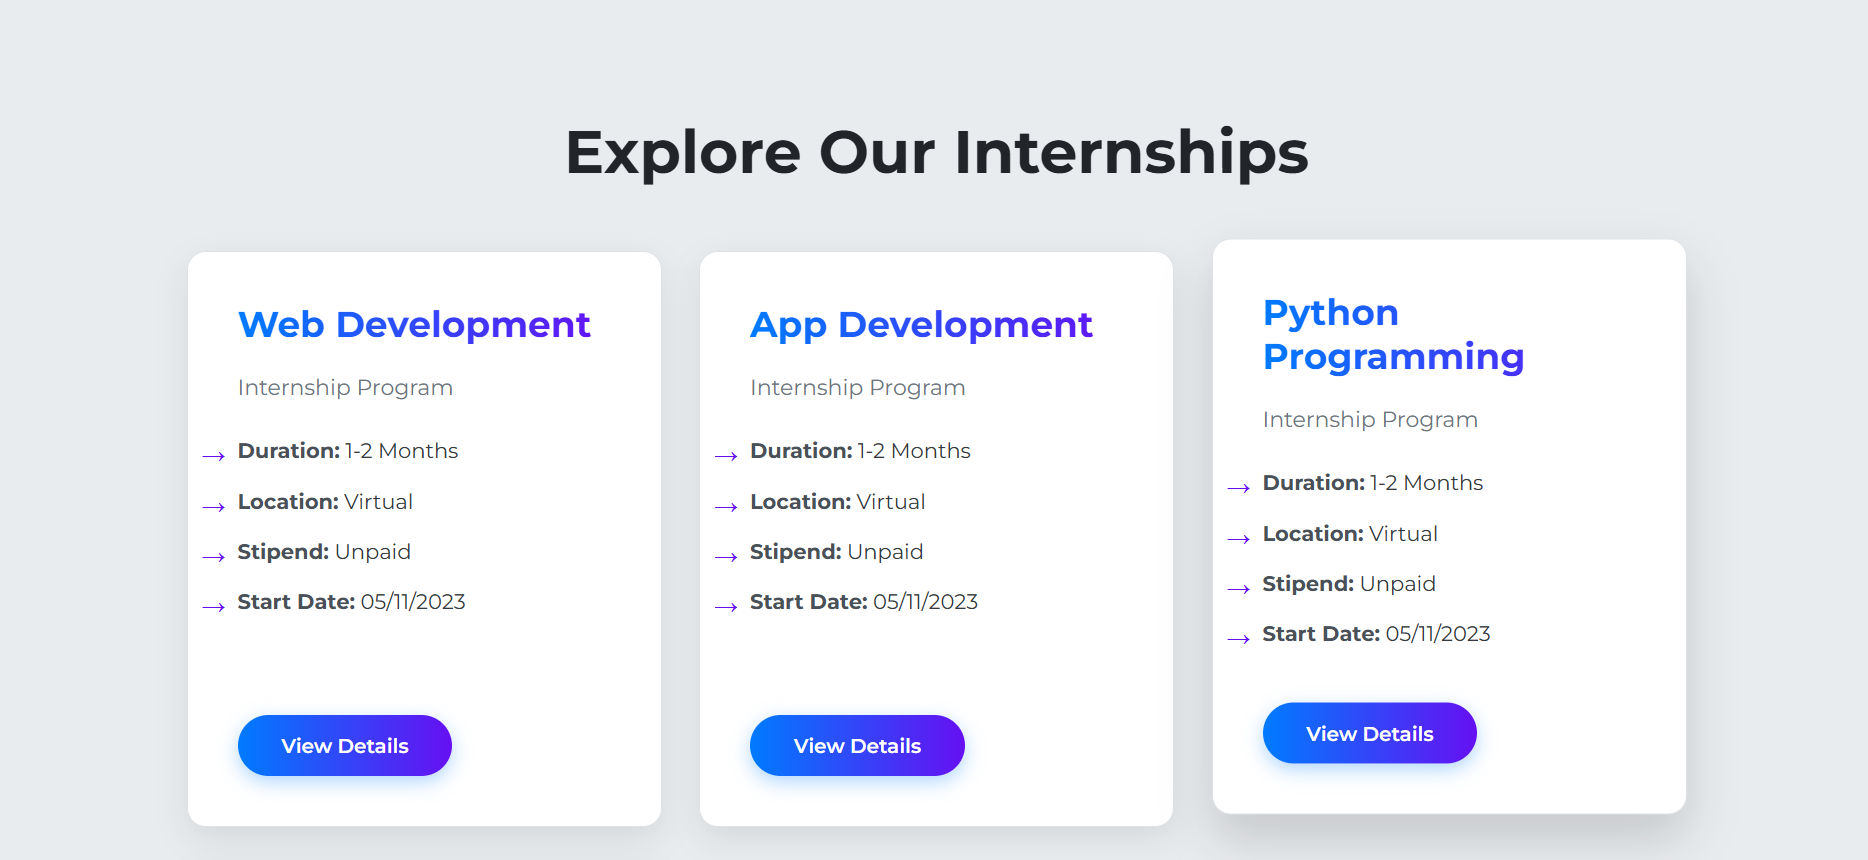 Explore Our Internships
Web Development
Internship Program
→ Duration: 1-2 Months
→ Location: Virtual
→ Stipend: Unpaid
→ Start Date: 05/11/2023
View Details
App Development
Internship Program
→ Duration: 1-2 Months
→ Location: Virtual
→ Stipend: Unpaid
→ Start Date: 05/11/2023
View Details
Python
Programming
Internship Program
→ Duration: 1-2 Months
→ Location: Virtual
→ Stipend: Unpaid
→ Start Date: 05/11/2023
View Details